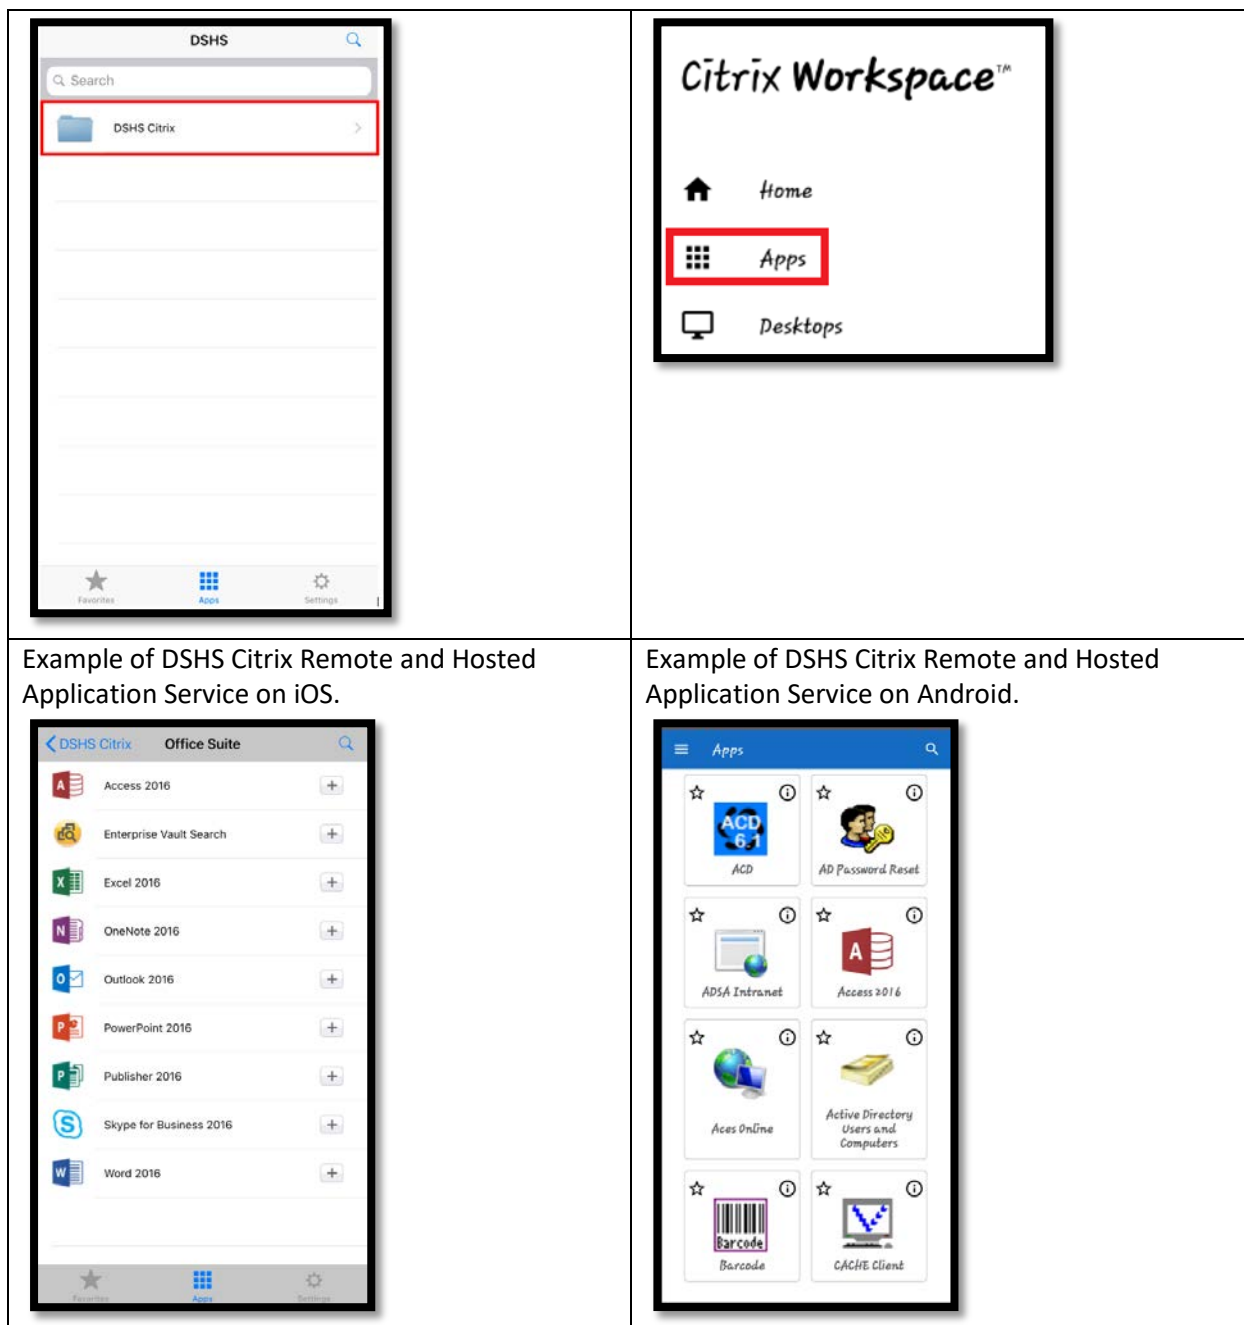 DSHS
Search
DSHS Citrix
Favorites
Apps
Settings
Citrix Workspace™
Home
Apps
Desktops
Example of DSHS Citrix Remote and Hosted
Application Service on iOS.
DSHS Citrix Office Suite
Access 2016
Enterprise Vault Search
Excel 2016
OneNote 2016
Outlook 2016
PowerPoint 2016
Publisher 2016
Skype for Business 2016
Word 2016
Favorites
Apps
Settings
Example of DSHS Citrix Remote and Hosted
Application Service on Android.
Apps
ACD
6.1
ACD
AD Password Reset
ADSA Intranet
A
Access 2016
Aces Online
Active Directory
Users and
Computers
Barcode
Barcode
CACHE Client